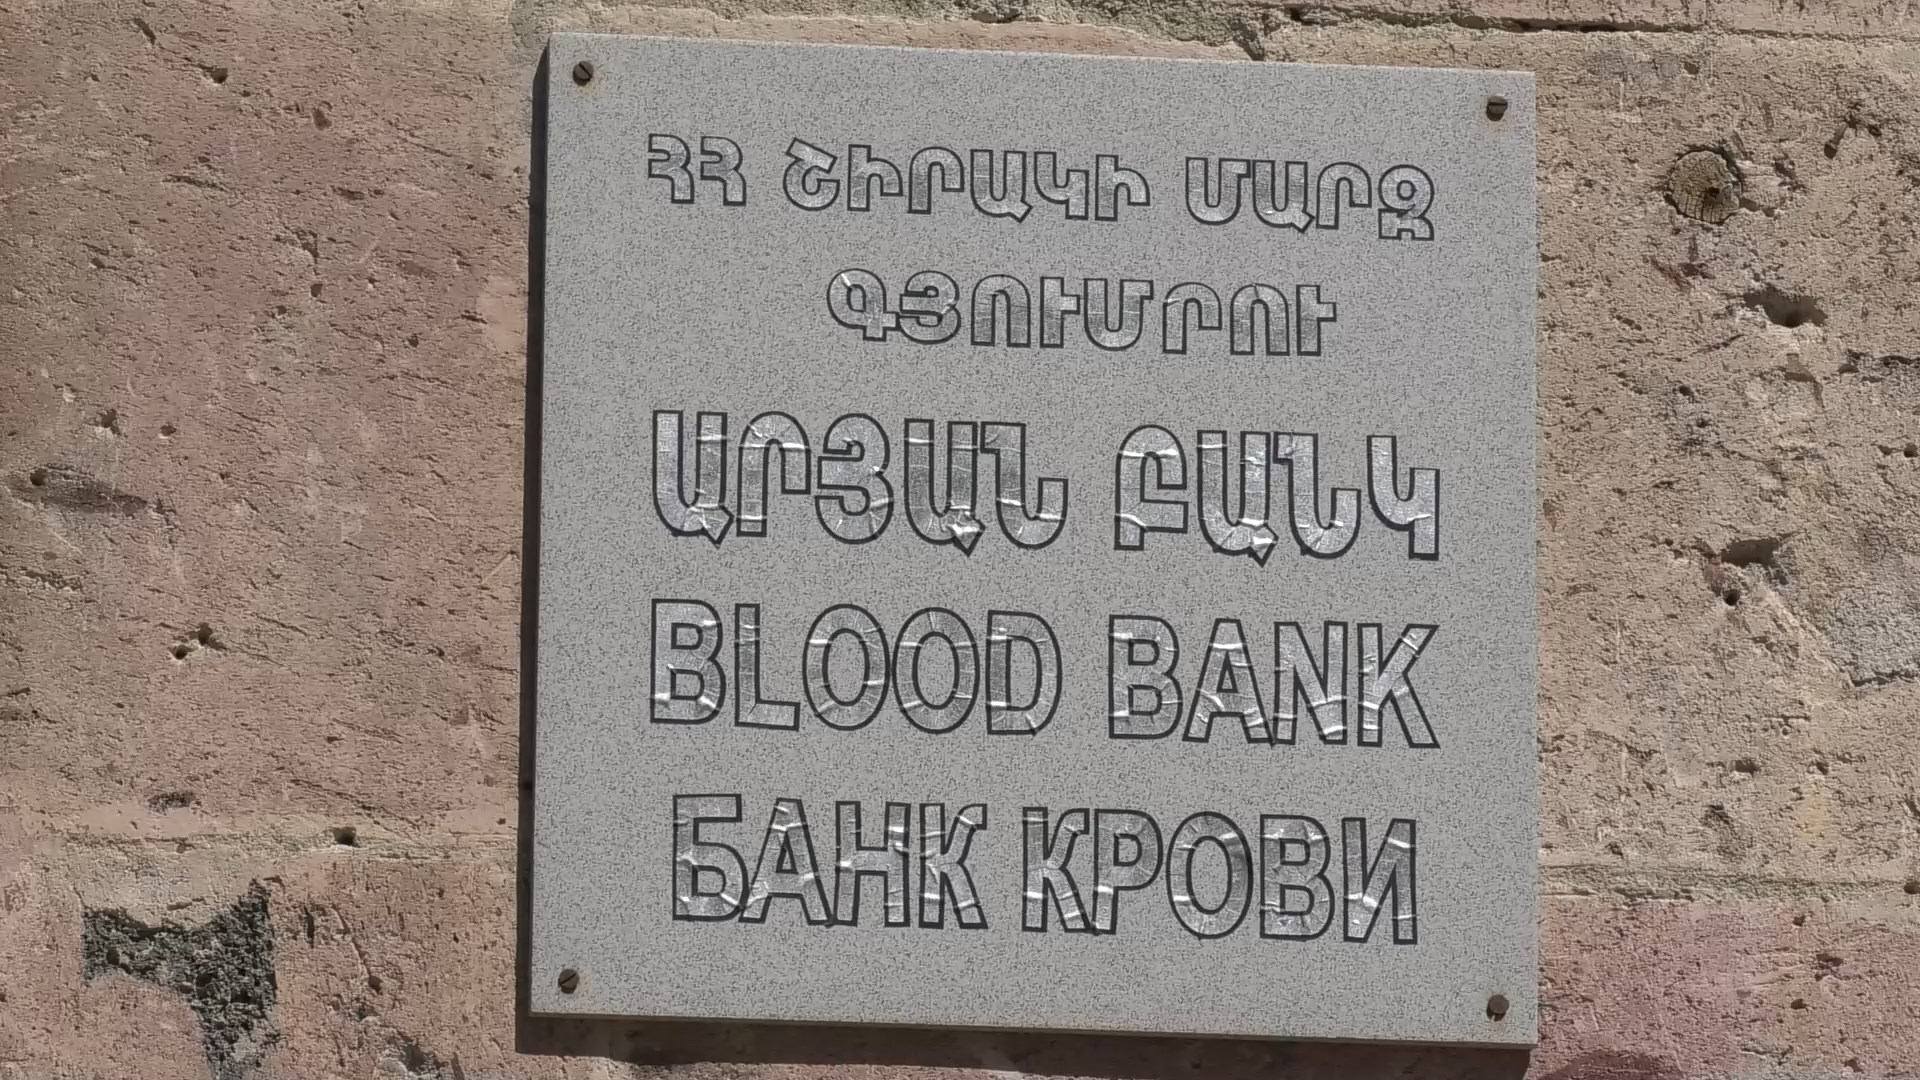 ՀՀ ՇԻՐԱԿԻ ՄԱՐԶ
ԳՅՈՒՄՐՈՒ
ԱՐՅԱՆ ԲԱՆԿ
BLOOD BANK
БАНК КРОВИ